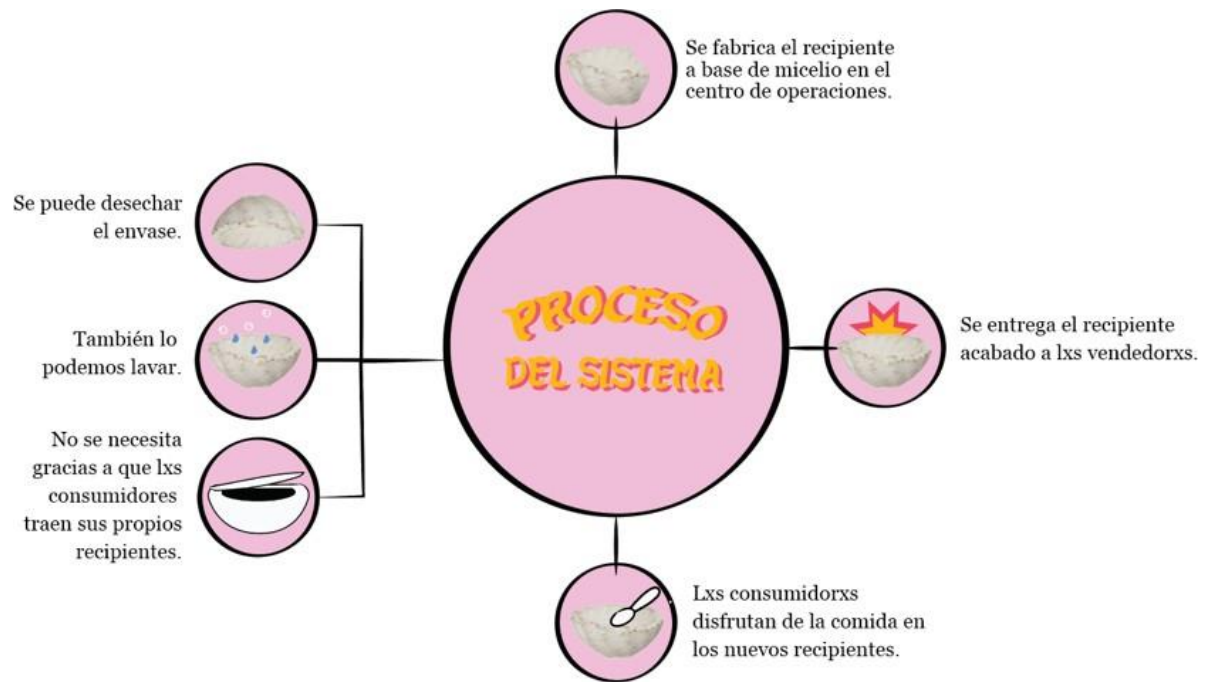 Se fabrica el recipiente
a base de micelio en el
centro de operaciones.
Se puede desechar
el envase.
También lo
podemos lavar.
No se necesita
gracias a que lxs
consumidores
traen sus propios
recipientes.
PROCESO
DEL SISTEMA
Se entrega el recipiente
acabado a lxs vendedorxs.
Lxs consumidorxs
disfrutan de la comida en
los nuevos recipientes.